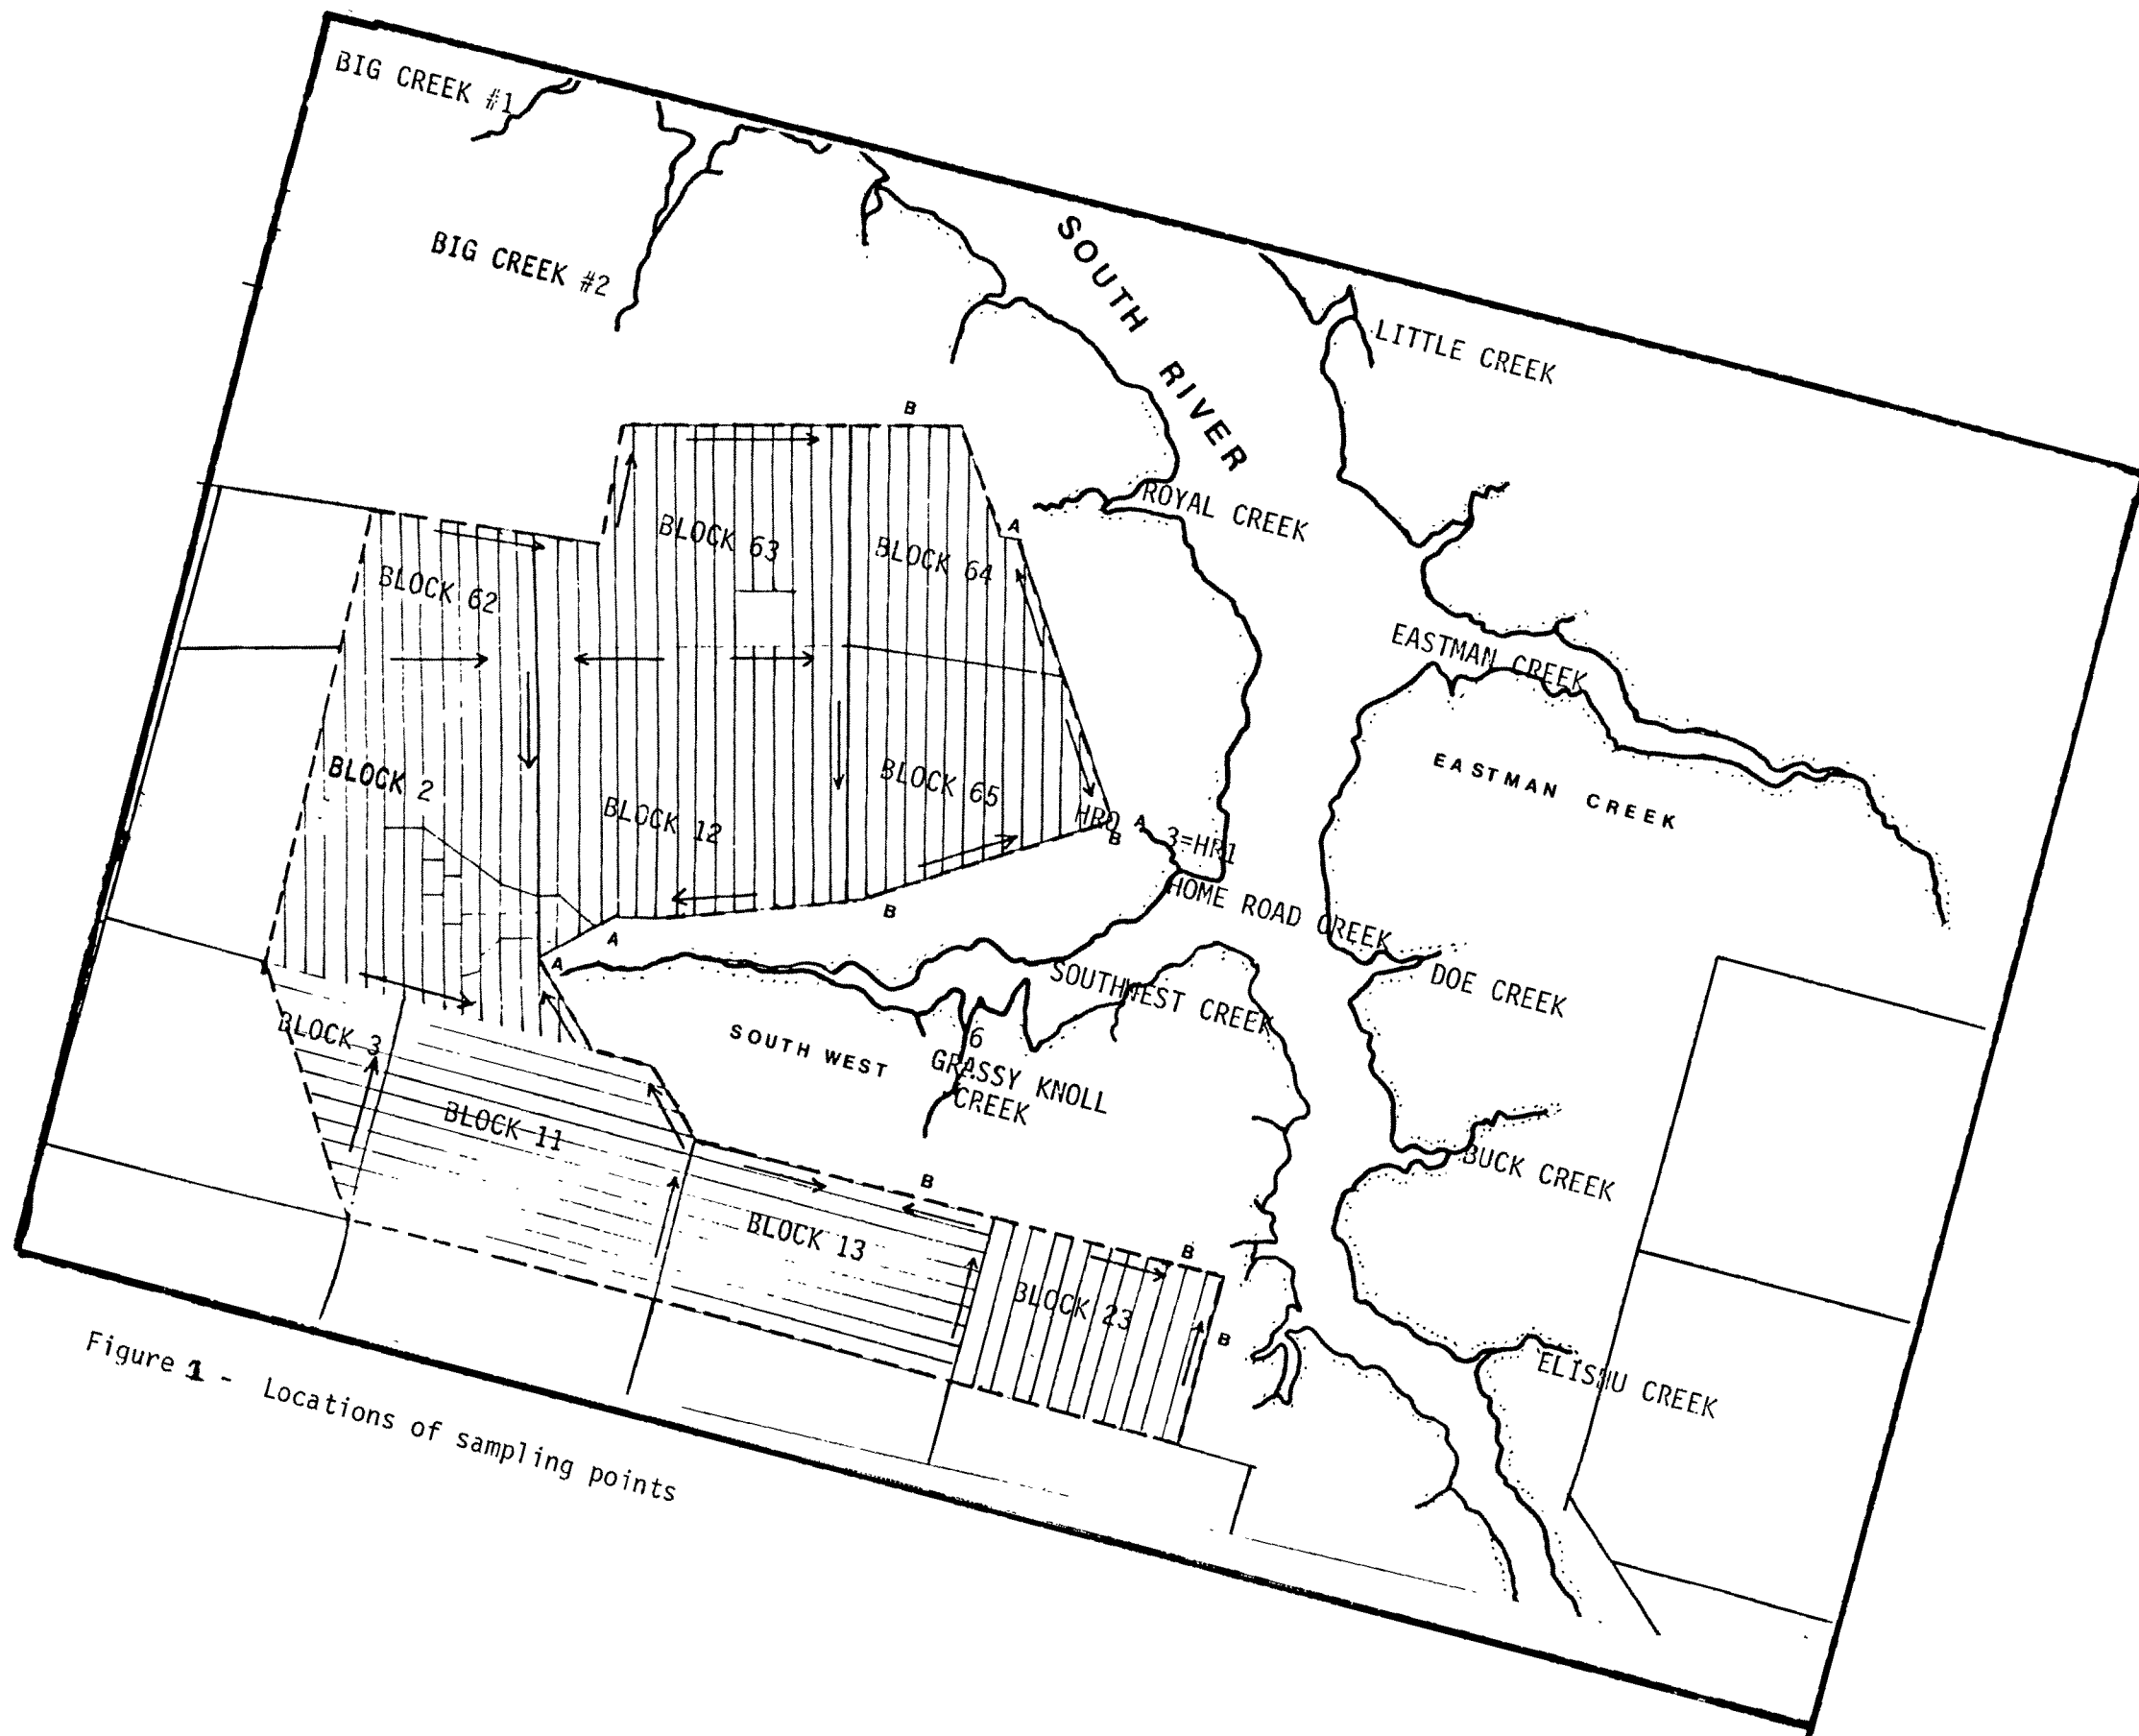 BIG CREEK #1
BIG CREEK #2
SOUTH RIVER
LITTLE CREEK
B
ROYAL CREEK
A
BLOCK 63
BLOCK 64
BLOCK 62
EASTMAN CREEK
EASTMAN CREEK
BLOCK 2
BLOCK 12
BLOCK 65
HR0
A
B
3=HR1
HOME ROAD CREEK
B
A
A
SOUTHWEST CREEK
DOE CREEK
BLOCK 3
SOUTH WEST
6
GRASSY KNOLL
CREEK
BLOCK 11
BUCK CREEK
B
BLOCK 13
B
BLOCK 23
B
ELISHU CREEK
Figure 1 - Locations of sampling points